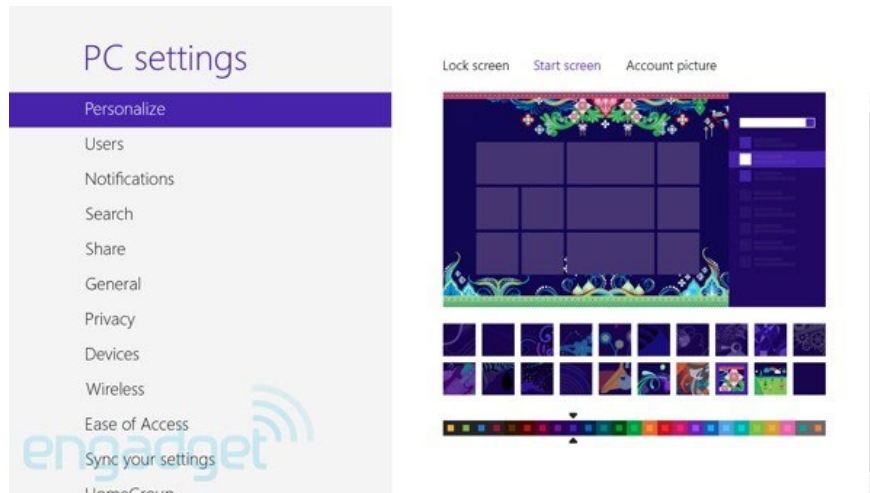 PC settings
Personalize
Users
Notifications
Search
Share
General
Privacy
Devices
Wireless
Ease of Access
Sync your settings
HomeGroup
engadget
Lock screen Start screen Account picture